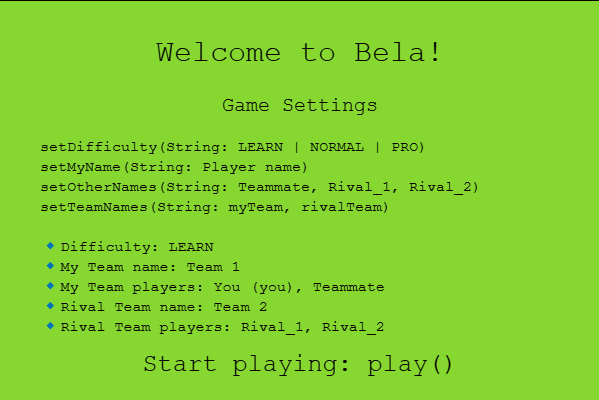 Welcome to Bela!
Game Settings
setDifficulty(String: LEARN | NORMAL | PRO)
setMyName(String: Player name)
setOtherNames(String: Teammate, Rival_1, Rival_2)
setTeamNames(String: myTeam, rivalTeam)
🔹Difficulty: LEARN
🔹My Team name: Team 1
🔹My Team players: You (you), Teammate
🔹Rival Team name: Team 2
🔹Rival Team players: Rival_1, Rival_2
Start playing: play()